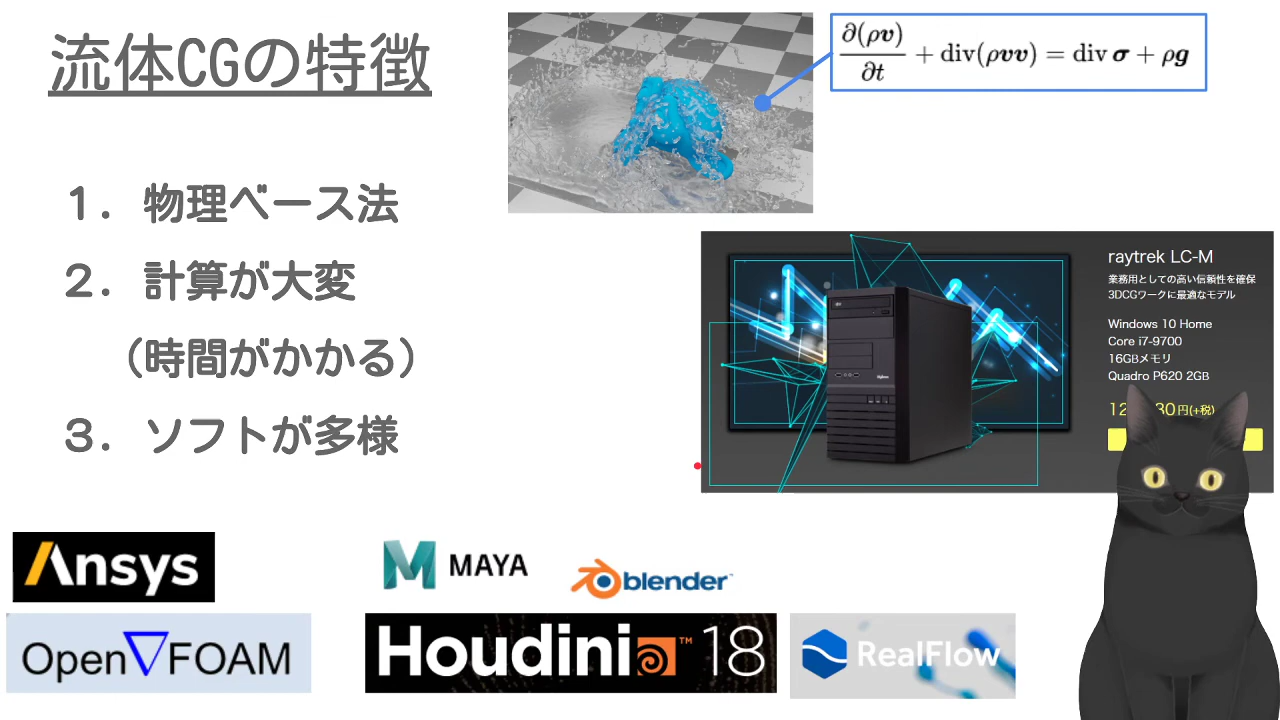 流体CGの特徴
∂(ρv)/∂t + div(ρvv) = div σ + ρg
１．物理ベース法
２．計算が大変
（時間がかかる）
３．ソフトが多様
raytrek LC-M
業務用としての高い信頼性を確保
3DCGワークに最適なモデル
Windows 10 Home
Core i7-9700
16GBメモリ
Quadro P620 2GB
円(+税)
Ansys
MAYA
blender
OpenFOAM
Houdini™ 18
RealFlow